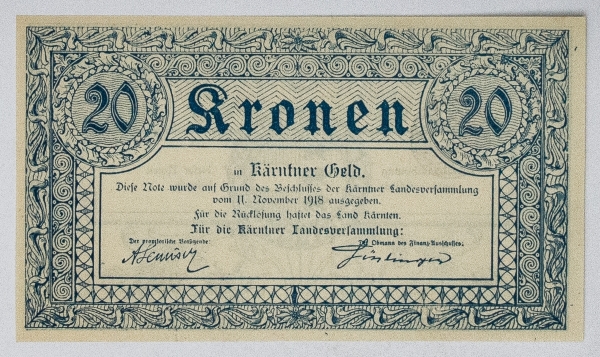 20 Kronen 20
in Kärntner Geld.
Diese Note wurde auf Grund des Beschlusses der Kärntner Landesversammlung
vom 11. November 1918 ausgegeben.
Für die Rücklösung haftet das Land Kärnten.
Für die Kärntner Landesversammlung:
Der provisorische Verweser: Der Obmann des Finanz-Ausschusses: